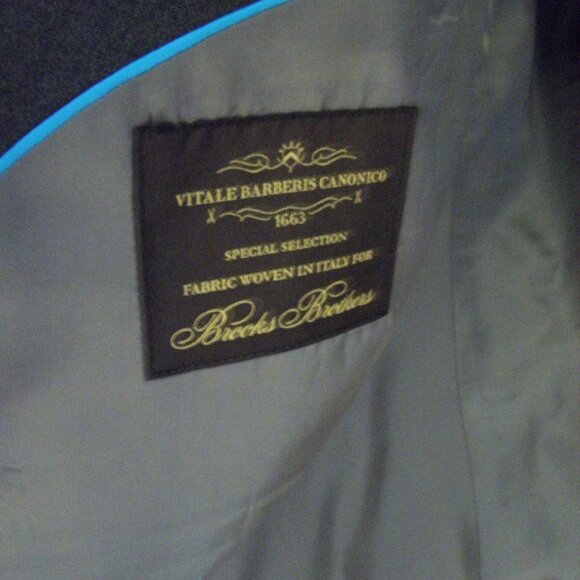 VITALE BARBERIS CANONICO
1663
SPECIAL SELECTION
FABRIC WOVEN IN ITALY FOR
Brooks Brothers